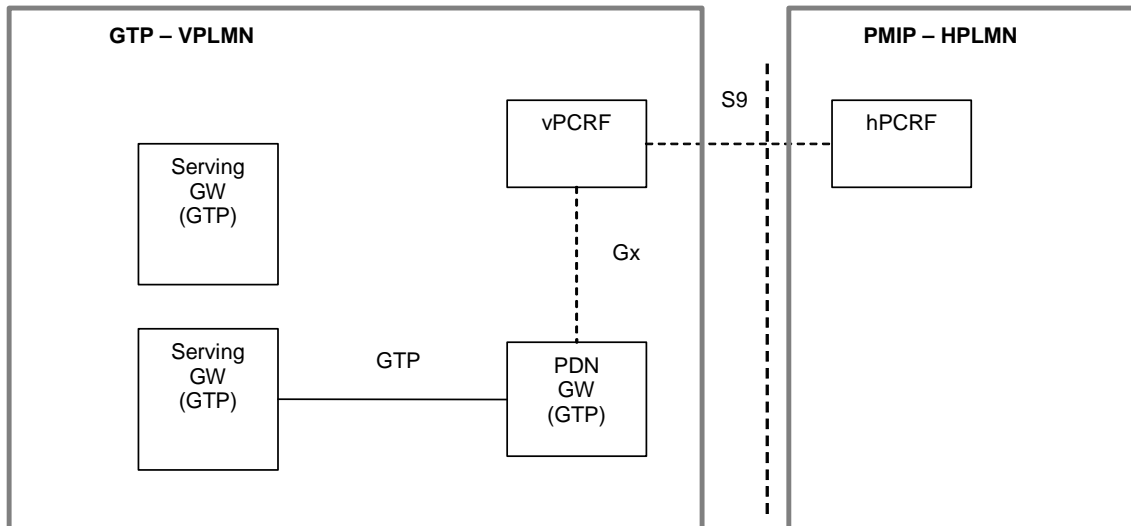 GTP – VPLMN
PMIP – HPLMN
S9
vPCRF
hPCRF
Serving
GW
(GTP)
Gx
Serving
GW
(GTP)
GTP
PDN
GW
(GTP)